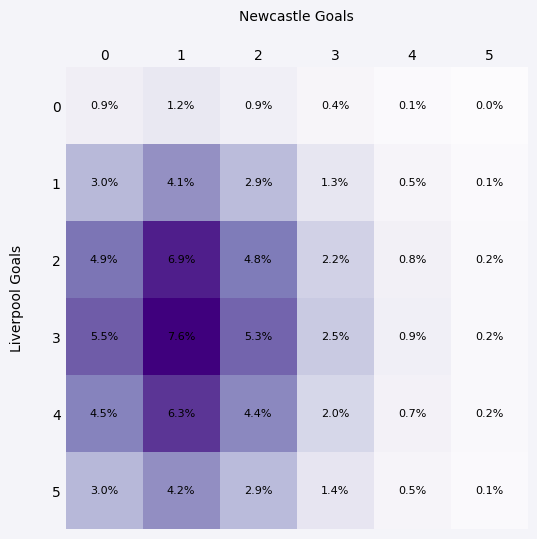 Newcastle Goals
0 1 2 3 4 5
0 0.9% 1.2% 0.9% 0.4% 0.1% 0.0%
1 3.0% 4.1% 2.9% 1.3% 0.5% 0.1%
2 4.9% 6.9% 4.8% 2.2% 0.8% 0.2%
3 5.5% 7.6% 5.3% 2.5% 0.9% 0.2%
4 4.5% 6.3% 4.4% 2.0% 0.7% 0.2%
5 3.0% 4.2% 2.9% 1.4% 0.5% 0.1%
Liverpool Goals